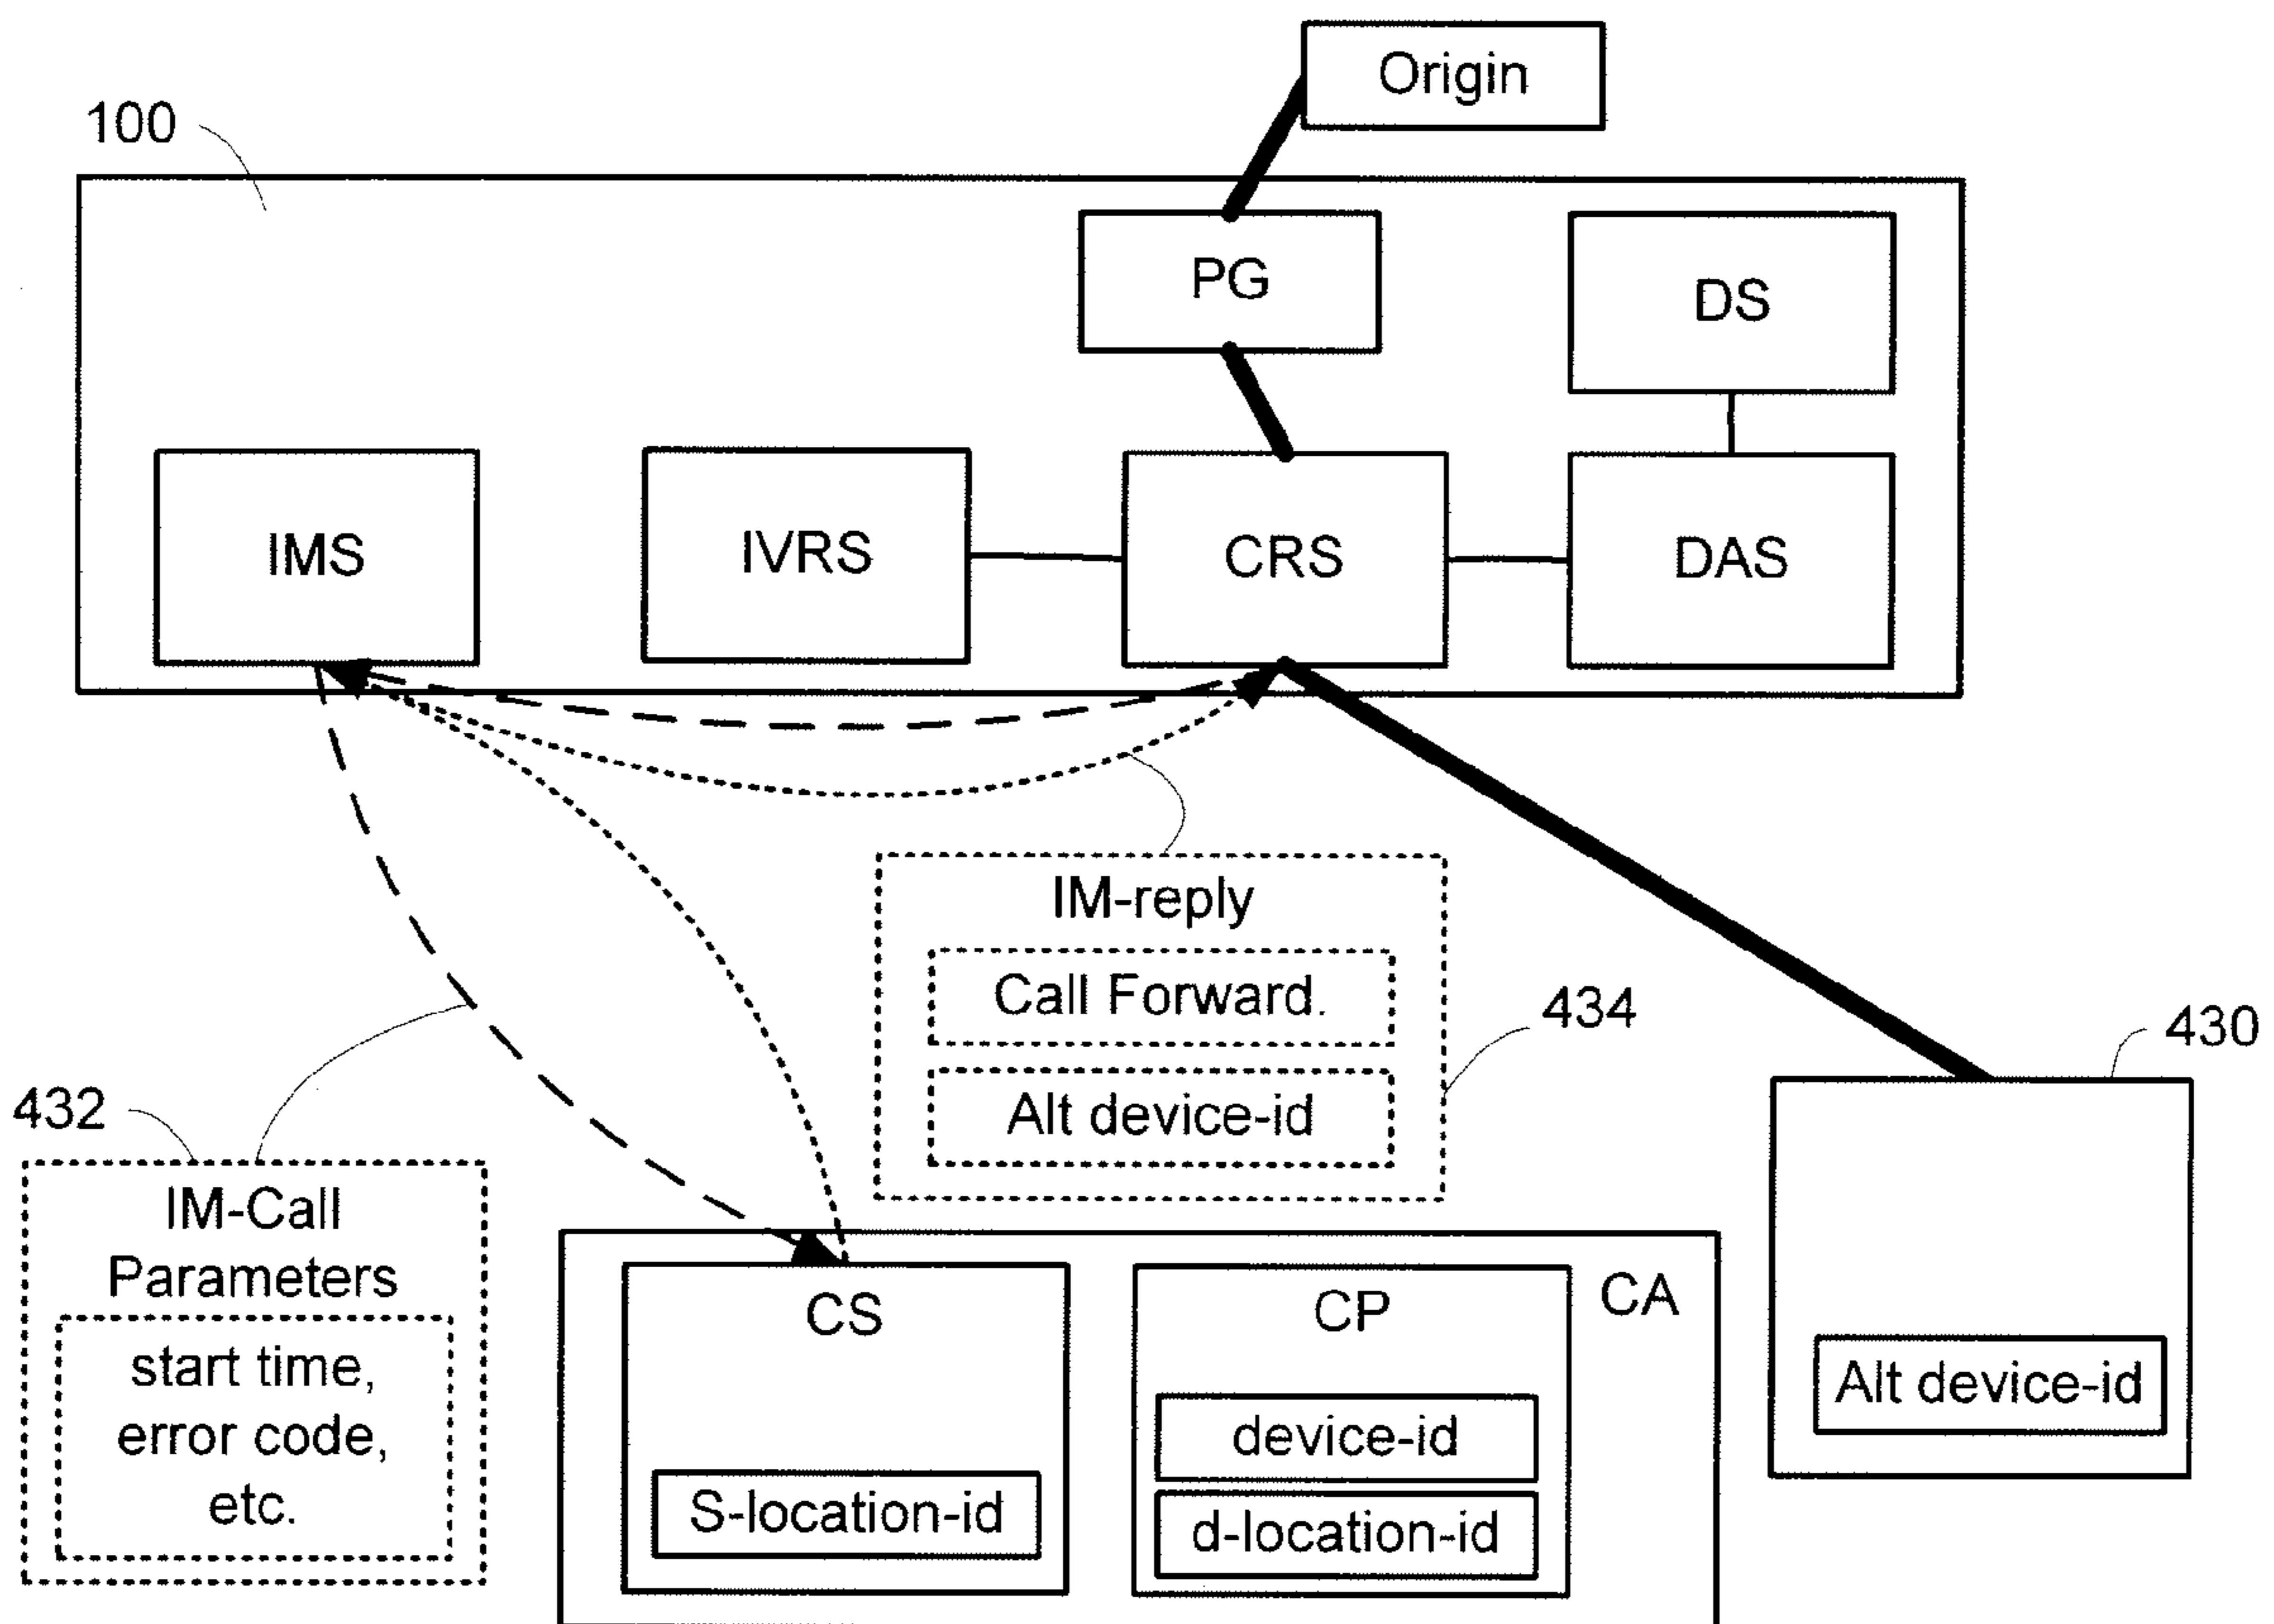 Origin
100
PG
DS
IMS
IVRS
CRS
DAS
IM-reply
Call Forward.
Alt device-id
434
430
432
IM-Call
Parameters
start time,
error code,
etc.
CS
S-location-id
CP
CA
device-id
d-location-id
Alt device-id